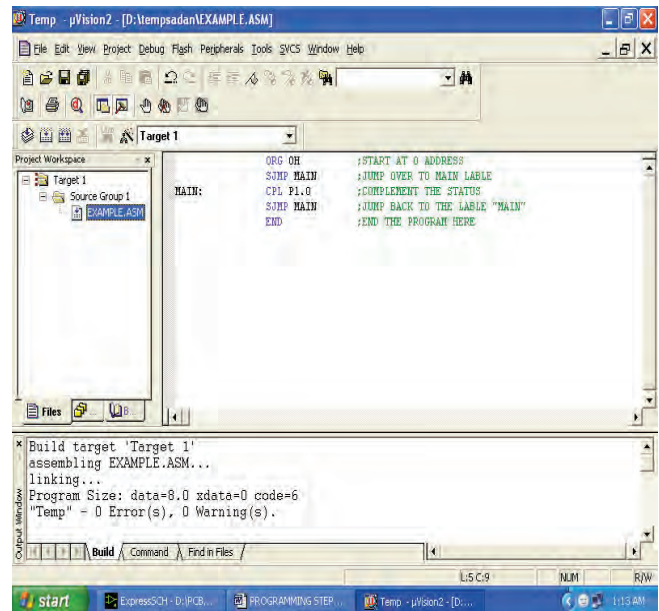 Temp - µVision2 - [D:\tempsadan\EXAMPLE.ASM]
File Edit View Project Debug Flash Peripherals Tools SVCS Window Help
Target 1
Project Workspace
Target 1
Source Group 1
EXAMPLE.ASM
ORG 0H ;START AT 0 ADDRESS
SJMP MAIN ;JUMP OVER TO MAIN LABLE
MAIN: CPL P1.0 ;COMPLEMENT THE STATUS
SJMP MAIN ;JUMP BACK TO THE LABLE "MAIN"
END ;END THE PROGRAM HERE
Files B...
Build target 'Target 1'
assembling EXAMPLE.ASM...
linking...
Program Size: data=8.0 xdata=0 code=6
"Temp" - 0 Error(s), 0 Warning(s).
Output Window
Build Command Find in Files
L:5 C:9 NUM R/W
start ExpressSCH - D:\PCB... PROGRAMMING STEP... Temp - µVision2 - [D:... 1:13 AM